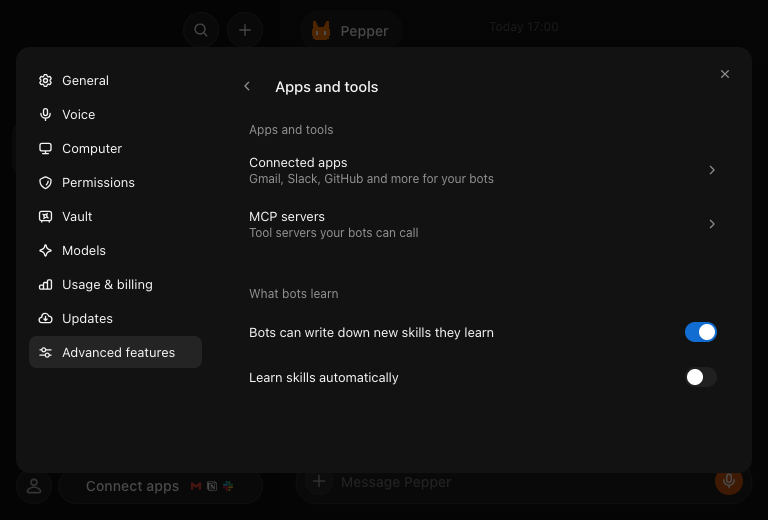 Pepper
Today 17:00
General
Voice
Computer
Permissions
Vault
Models
Usage & billing
Updates
Advanced features
Apps and tools
Apps and tools
Connected apps
Gmail, Slack, GitHub and more for your bots
MCP servers
Tool servers your bots can call
What bots learn
Bots can write down new skills they learn
Learn skills automatically
Connect apps
Message Pepper